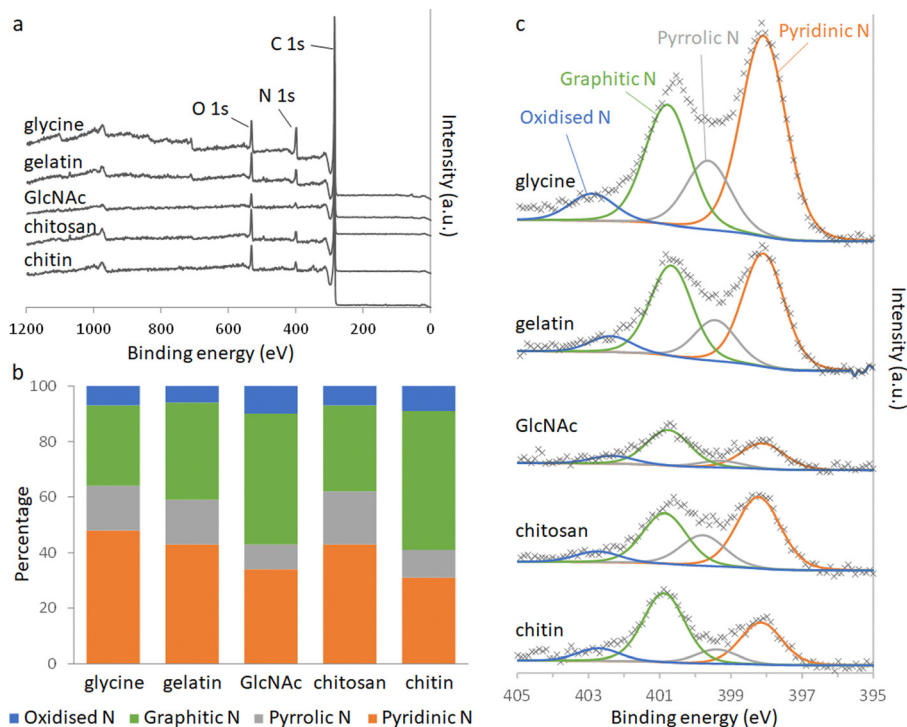 a
C 1s
O 1s
N 1s
glycine
gelatin
GlcNAc
chitosan
chitin
Intensity (a.u.)
1200 1000 800 600 400 200 0
Binding energy (eV)
b
100
80
60
40
20
0
Percentage
glycine gelatin GlcNAc chitosan chitin
Oxidised N Graphitic N Pyrrolic N Pyridinic N
c
Pyridinic N
Pyrrolic N
Graphitic N
Oxidised N
glycine
gelatin
GlcNAc
chitosan
chitin
Intensity (a.u.)
405 403 401 399 397 395
Binding energy (eV)